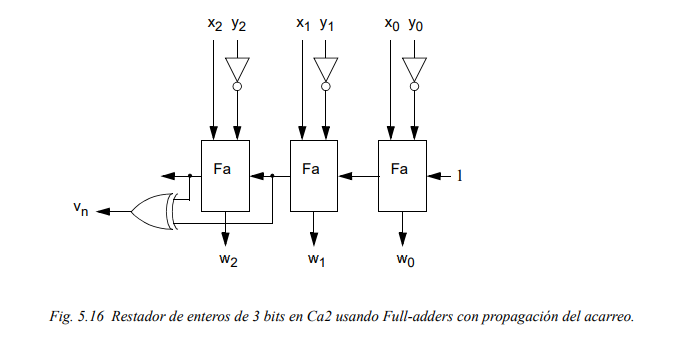 x2 y2 x1 y1 x0 y0
Fa Fa Fa 1
vn
w2 w1 w0
Fig. 5.16 Restador de enteros de 3 bits en Ca2 usando Full-adders con propagación del acarreo.